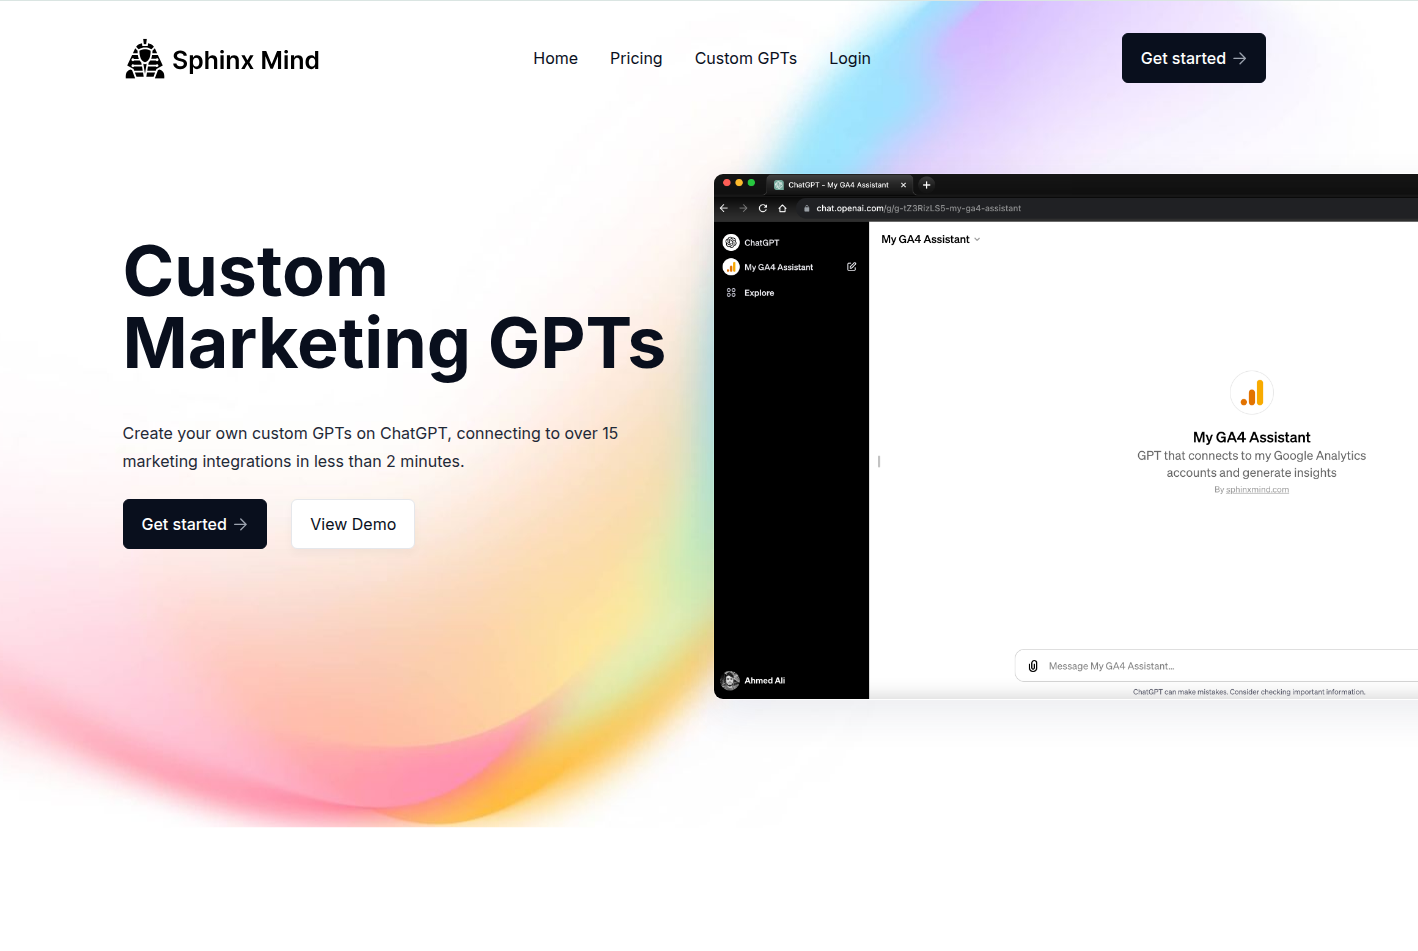 Sphinx Mind
Home
Pricing
Custom GPTs
Login
Get started
Custom
Marketing GPTs
Create your own custom GPTs on ChatGPT, connecting to over 15
marketing integrations in less than 2 minutes.
Get started
View Demo
ChatGPT - My GA4 Assistant
chat.openai.com/g/g-tZ3RizLS5-my-ga4-assistant
ChatGPT
My GA4 Assistant
Explore
Ahmed Ali
My GA4 Assistant
My GA4 Assistant
GPT that connects to my Google Analytics
accounts and generate insights
By sphinxmind.com
Message My GA4 Assistant...
ChatGPT can make mistakes. Consider checking important information.